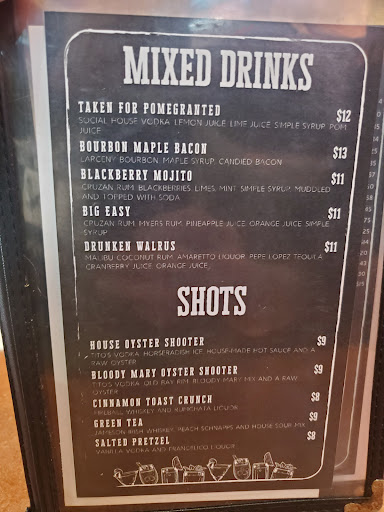 MIXED DRINKS
TAKEN FOR POMEGRANTED $12
SOCIAL HOUSE VODKA, LEMON JUICE, LIME JUICE, SIMPLE SYRUP, POM
JUICE
BOURBON MAPLE BACON $13
LARCENY BOURBON, MAPLE SYRUP, CANDIED BACON
BLACKBERRY MOJITO $11
CRUZAN RUM, BLACKBERRIES, LIMES, MINT, SIMPLE SYRUP, MUDDLED
AND TOPPED WITH SODA
BIG EASY $11
CRUZAN RUM, MYERS RUM, PINEAPPLE JUICE, ORANGE JUICE, SIMPLE
SYRUP
DRUNKEN WALRUS $11
MALIBU COCONUT RUM, AMARETTO LIQUOR, PEPE LOPEZ TEQUILA,
CRANBERRY JUICE, ORANGE JUICE
SHOTS
HOUSE OYSTER SHOOTER $9
TITO'S VODKA, HORSERADISH ICE, HOUSE-MADE HOT SAUCE AND A
RAW OYSTER
BLOODY MARY OYSTER SHOOTER $9
TITO'S VODKA, OLD BAY RIM, BLOODY MARY MIX AND A RAW
OYSTER
CINNAMON TOAST CRUNCH $8
FIREBALL WHISKEY AND RUMCHATA LIQUOR
GREEN TEA $9
JAMESON IRISH WHISKEY, PEACH SCHNAPPS AND HOUSE SOUR MIX
SALTED PRETZEL $8
VANILLA VODKA AND FRANGELICO LIQUOR